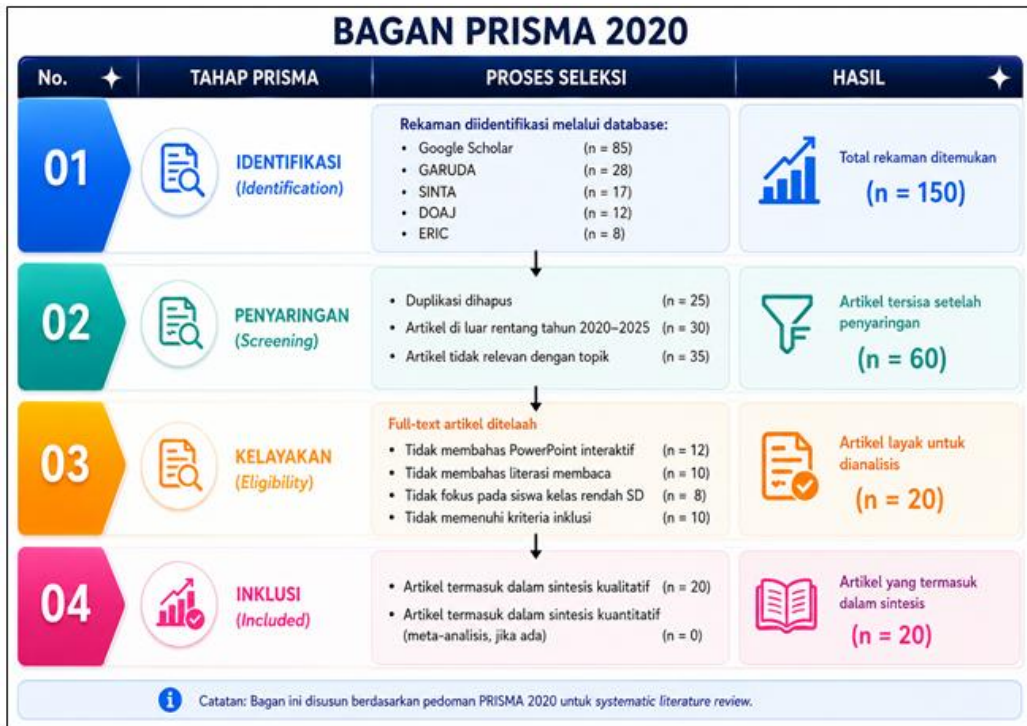 BAGAN PRISMA 2020
No. TAHAP PRISMA PROSES SELEKSI HASIL
01
IDENTIFIKASI
(Identification)
Rekaman diidentifikasi melalui database:
• Google Scholar (n = 85)
• GARUDA (n = 28)
• SINTA (n = 17)
• DOAJ (n = 12)
• ERIC (n = 8)
Total rekaman ditemukan
(n = 150)
02
PENYARINGAN
(Screening)
• Duplikasi dihapus (n = 25)
• Artikel di luar rentang tahun 2020–2025 (n = 30)
• Artikel tidak relevan dengan topik (n = 35)
Artikel tersisa setelah
penyaringan
(n = 60)
03
KELAYAKAN
(Eligibility)
Full-text artikel ditelaah
• Tidak membahas PowerPoint interaktif (n = 12)
• Tidak membahas literasi membaca (n = 10)
• Tidak fokus pada siswa kelas rendah SD (n = 8)
• Tidak memenuhi kriteria inklusi (n = 10)
Artikel layak untuk
dianalisis
(n = 20)
04
INKLUSI
(Included)
• Artikel termasuk dalam sintesis kualitatif (n = 20)
• Artikel termasuk dalam sintesis kuantitatif
(meta-analisis, jika ada) (n = 0)
Artikel yang termasuk
dalam sintesis
(n = 20)
i Catatan: Bagan ini disusun berdasarkan pedoman PRISMA 2020 untuk systematic literature review.